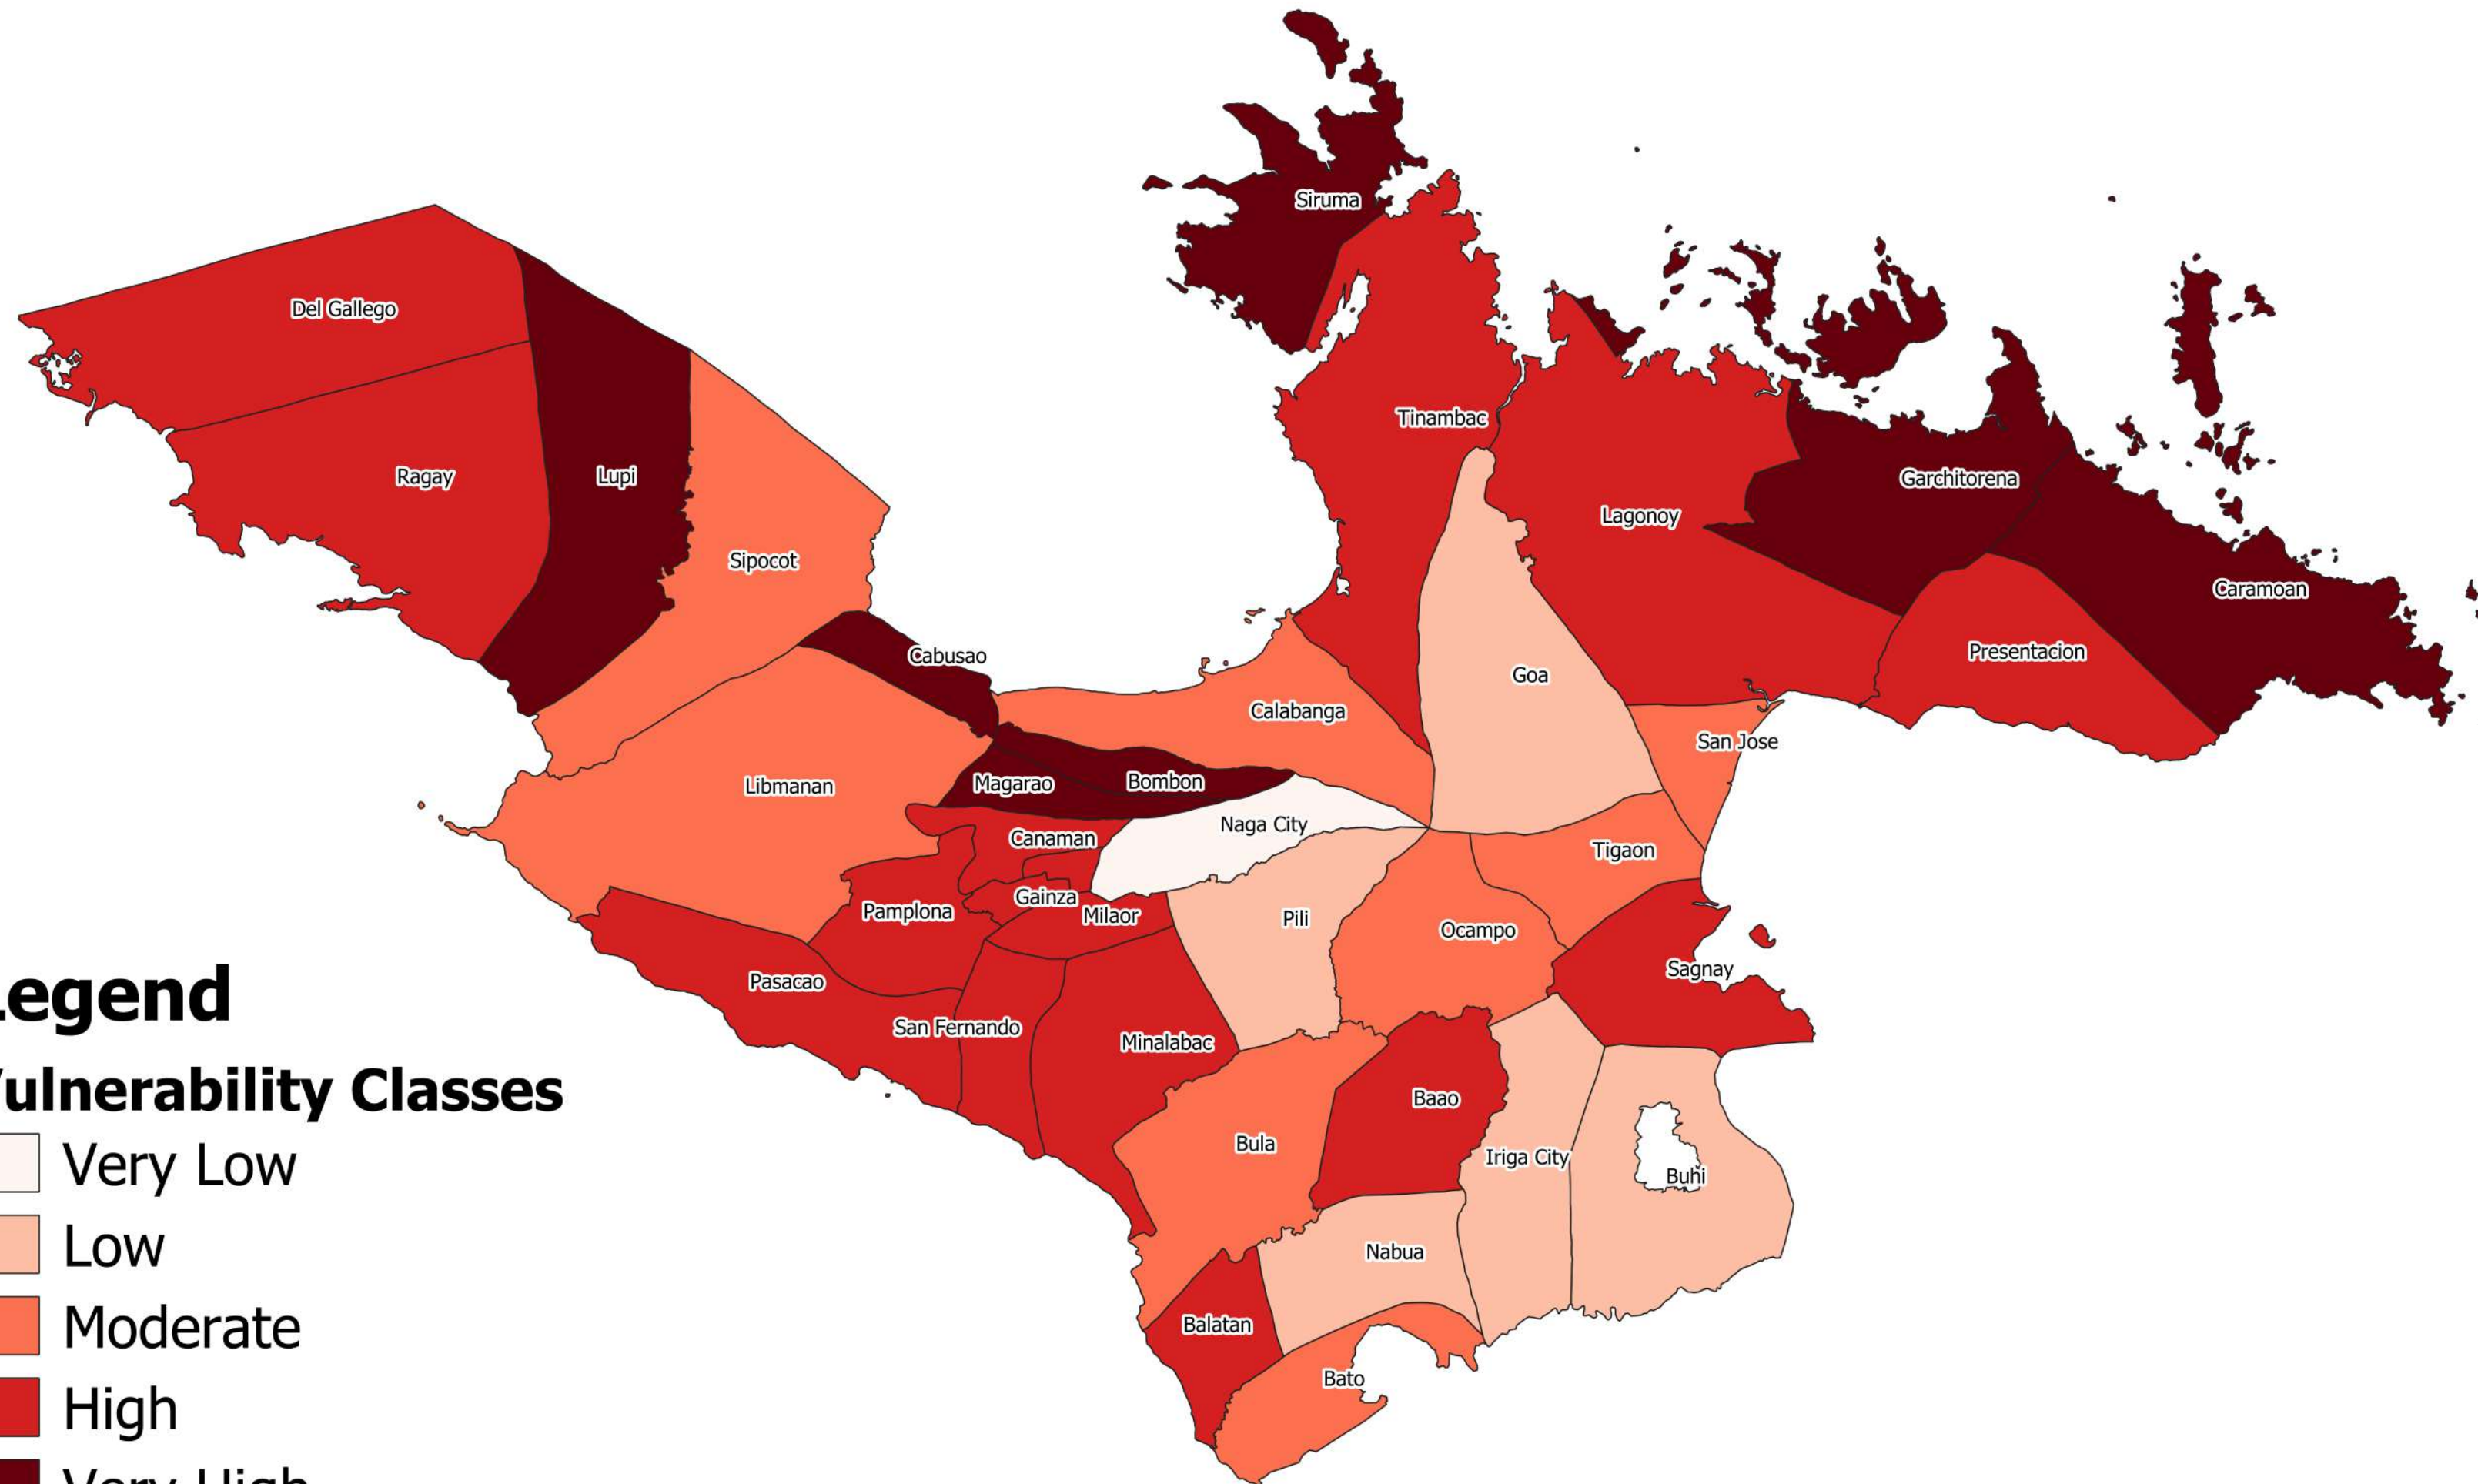 Siruma
Del Gallego
Tinambac
Ragay
Lupi
Garchitorena
Lagonoy
Sipocot
Caramoan
Cabusao
Presentacion
Goa
Calabanga
San Jose
Libmanan
Magarao
Bombon
Naga City
Canaman
Tigaon
Gainza
Pamplona
Milaor
Pili
Ocampo
Sagnay
Pasacao
San Fernando
Minalabac
Baao
Bula
Iriga City
Buhi
Nabua
Balatan
Bato
Legend
Vulnerability Classes
Very Low
Low
Moderate
High
Very High